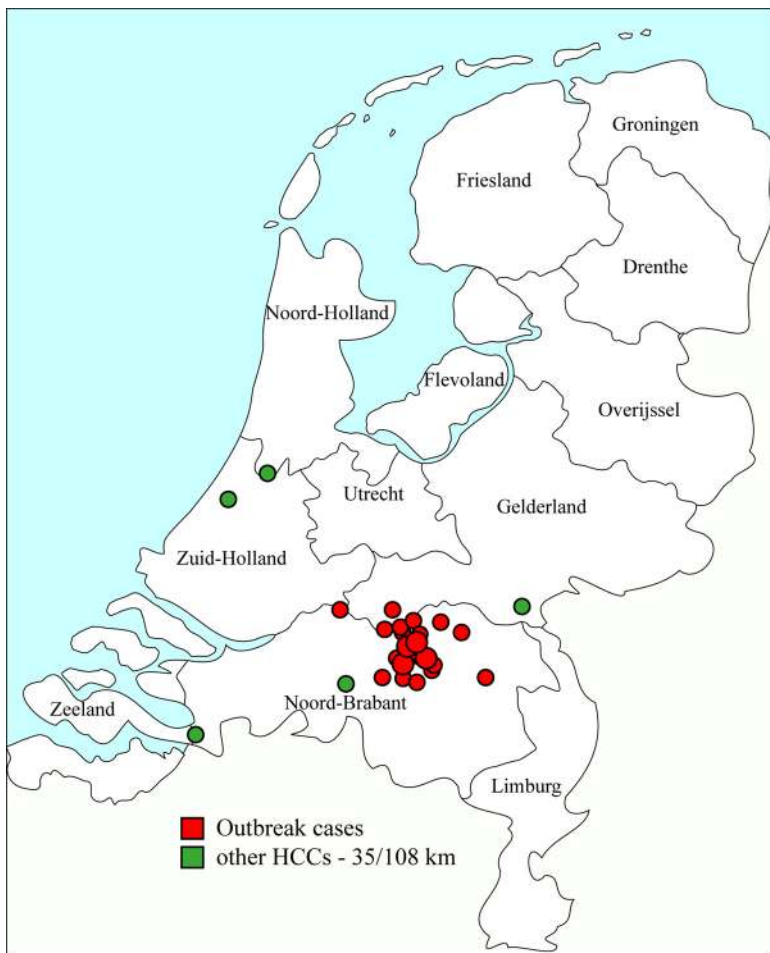 Groningen
Friesland
Drenthe
Noord-Holland
Flevoland
Overijssel
Utrecht
Gelderland
Zuid-Holland
Noord-Brabant
Zeeland
Limburg
Outbreak cases
other HCCs - 35/108 km